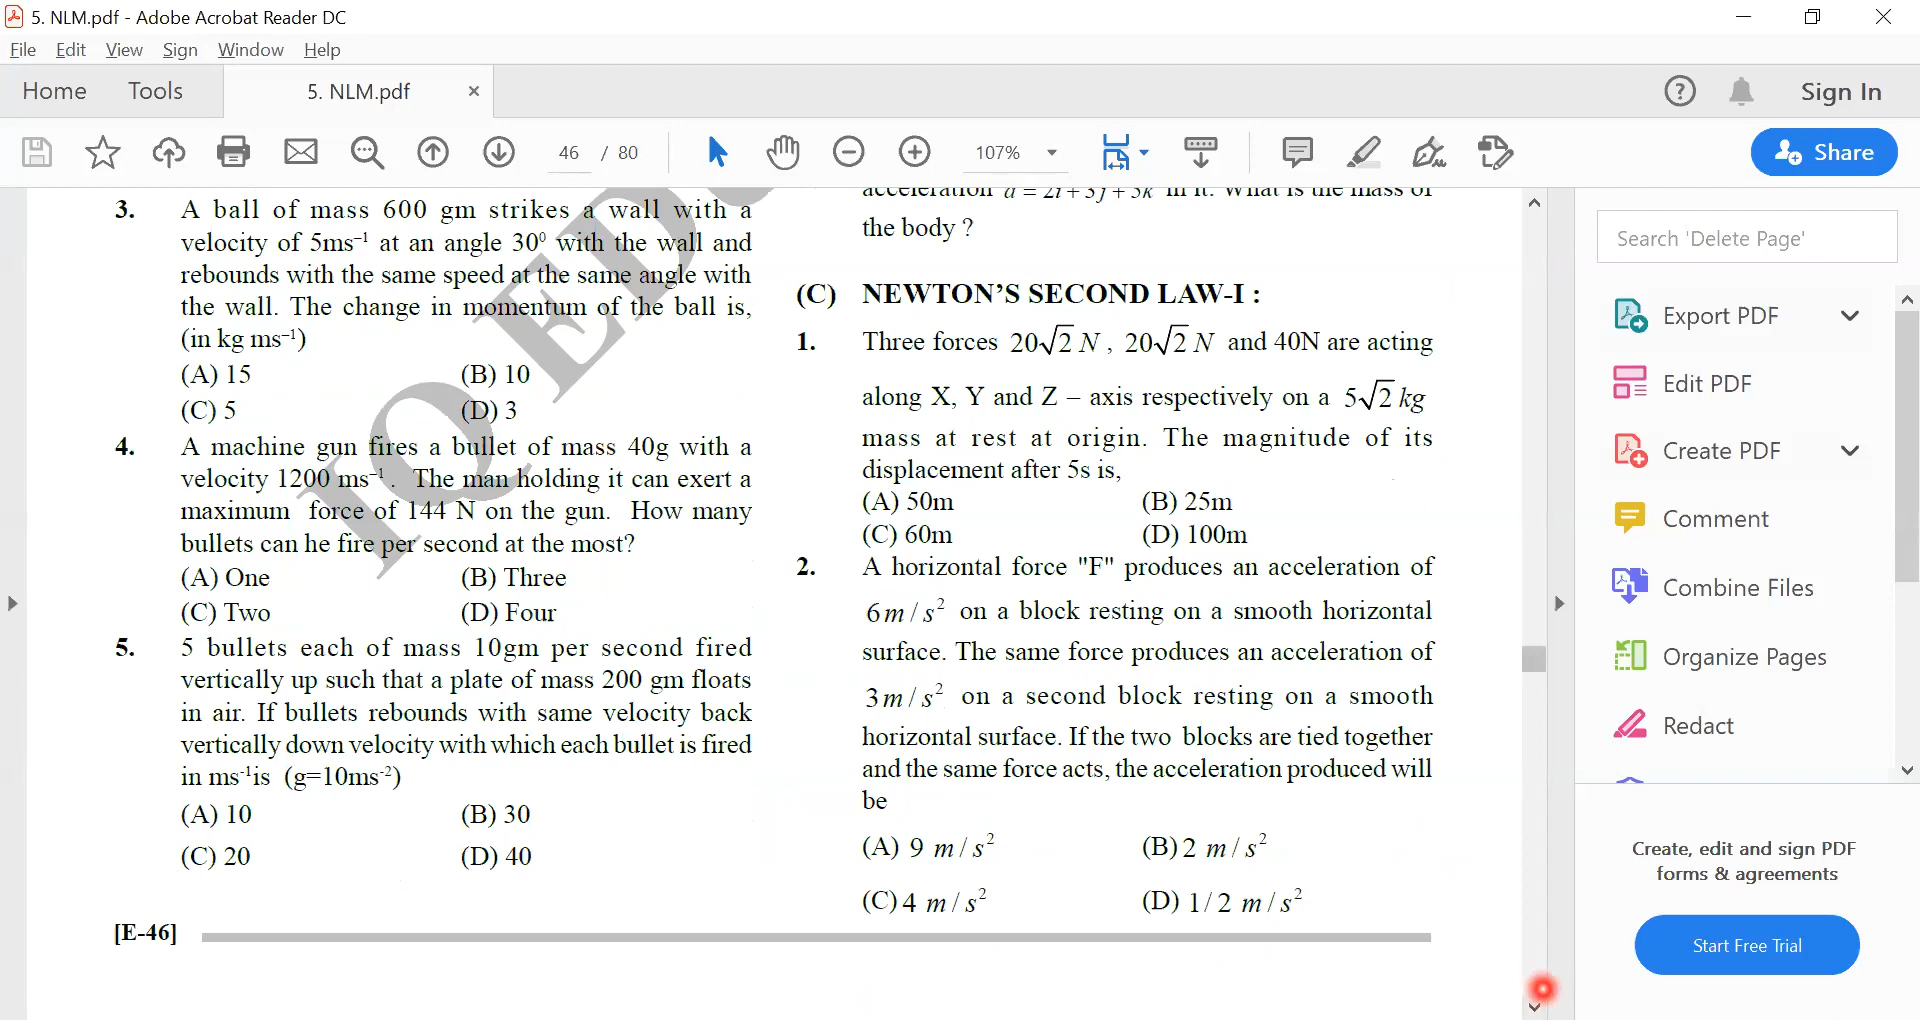 5. NLM.pdf - Adobe Acrobat Reader DC
File Edit View Sign Window Help
Home Tools 5. NLM.pdf × Sign In
46 / 80 107% Share
3. A ball of mass 600 gm strikes a wall with a
velocity of 5ms⁻¹ at an angle 30⁰ with the wall and
rebounds with the same speed at the same angle with
the wall. The change in momentum of the ball is,
(in kg ms⁻¹)
(A) 15 (B) 10
(C) 5 (D) 3
4. A machine gun fires a bullet of mass 40g with a
velocity 1200 ms⁻¹. The man holding it can exert a
maximum force of 144 N on the gun. How many
bullets can he fire per second at the most?
(A) One (B) Three
(C) Two (D) Four
5. 5 bullets each of mass 10gm per second fired
vertically up such that a plate of mass 200 gm floats
in air. If bullets rebounds with same velocity back
vertically down velocity with which each bullet is fired
in ms⁻¹is (g=10ms⁻²)
(A) 10 (B) 30
(C) 20 (D) 40
[E-46]
IQ ED
acceleration a = 2i + 3j + 5k in it. What is the mass of
the body ?
(C) NEWTON'S SECOND LAW-I :
1. Three forces 20√2 N , 20√2 N and 40N are acting
along X, Y and Z – axis respectively on a 5√2 kg
mass at rest at origin. The magnitude of its
displacement after 5s is,
(A) 50m (B) 25m
(C) 60m (D) 100m
2. A horizontal force "F" produces an acceleration of
6 m / s² on a block resting on a smooth horizontal
surface. The same force produces an acceleration of
3 m / s² on a second block resting on a smooth
horizontal surface. If the two blocks are tied together
and the same force acts, the acceleration produced will
be
(A) 9 m / s² (B) 2 m / s²
(C) 4 m / s² (D) 1/ 2 m / s²
Search 'Delete Page'
Export PDF
Edit PDF
Create PDF
Comment
Combine Files
Organize Pages
Redact
Create, edit and sign PDF
forms & agreements
Start Free Trial